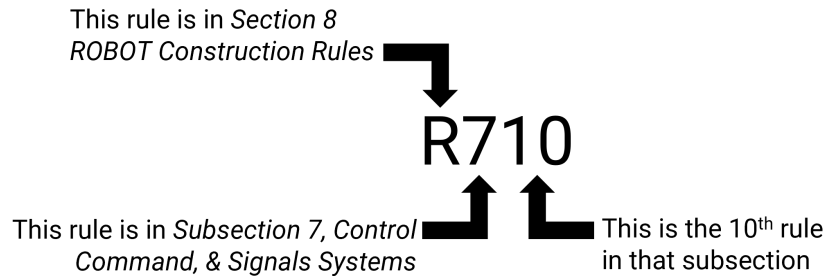 This rule is in Section 8
ROBOT Construction Rules
R710
This rule is in Subsection 7, Control
Command, & Signals Systems
This is the 10th rule
in that subsection